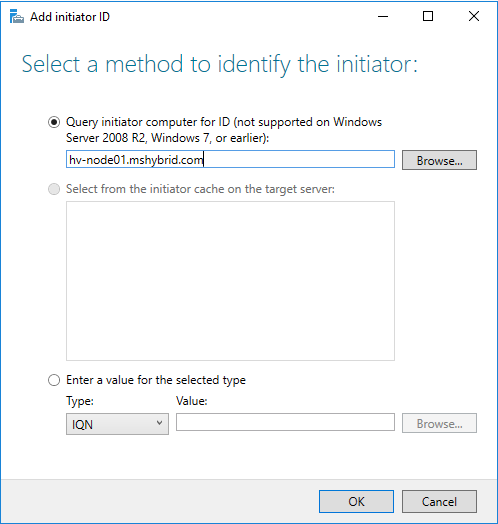 Add initiator ID
Select a method to identify the initiator:
Query initiator computer for ID (not supported on Windows
Server 2008 R2, Windows 7, or earlier):
hv-node01.mshybrid.com
Browse...
Select from the initiator cache on the target server:
Enter a value for the selected type
Type: Value:
IQN Browse...
OK Cancel